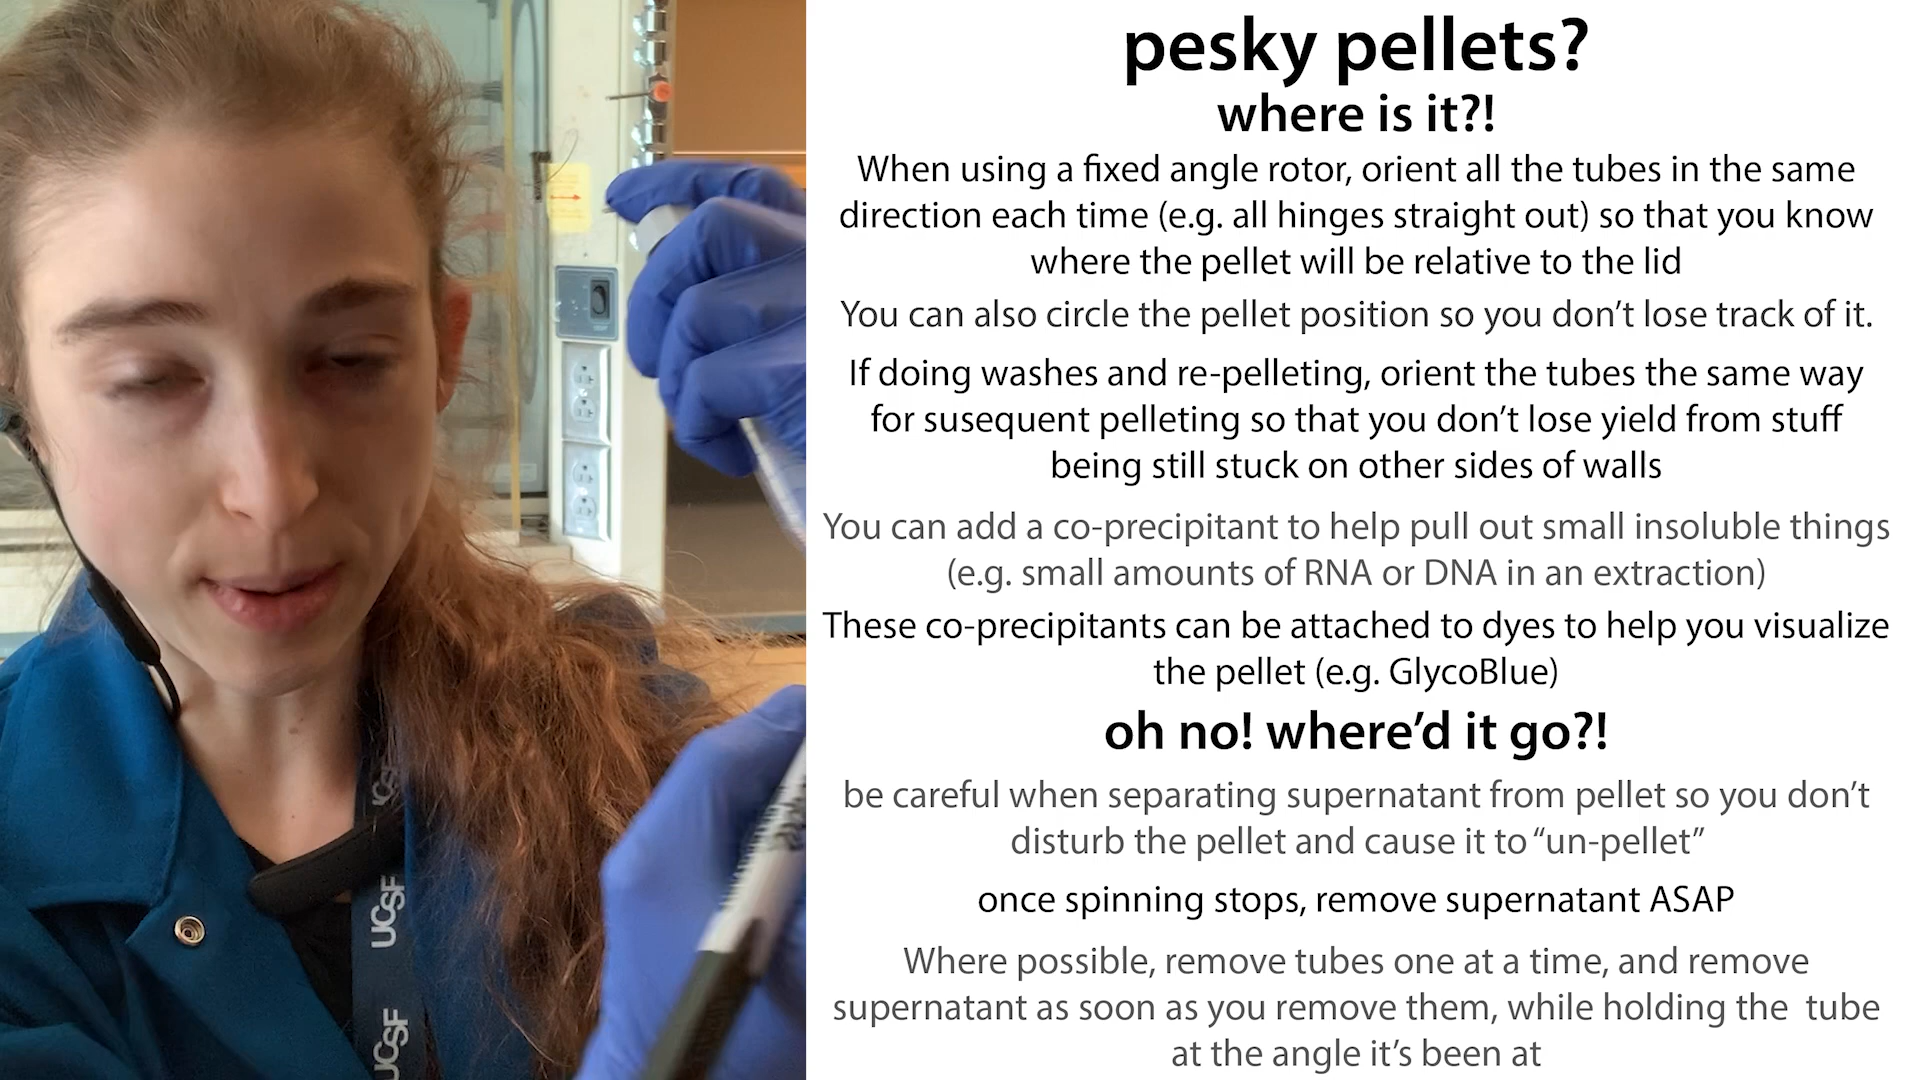 pesky pellets?
where is it?!
When using a fixed angle rotor, orient all the tubes in the same
direction each time (e.g. all hinges straight out) so that you know
where the pellet will be relative to the lid
You can also circle the pellet position so you don't lose track of it.
If doing washes and re-pelleting, orient the tubes the same way
for susequent pelleting so that you don't lose yield from stuff
being still stuck on other sides of walls
You can add a co-precipitant to help pull out small insoluble things
(e.g. small amounts of RNA or DNA in an extraction)
These co-precipitants can be attached to dyes to help you visualize
the pellet (e.g. GlycoBlue)
oh no! where'd it go?!
be careful when separating supernatant from pellet so you don't
disturb the pellet and cause it to “un-pellet”
once spinning stops, remove supernatant ASAP
Where possible, remove tubes one at a time, and remove
supernatant as soon as you remove them, while holding the  tube
at the angle it's been at
UCSF
UCSF